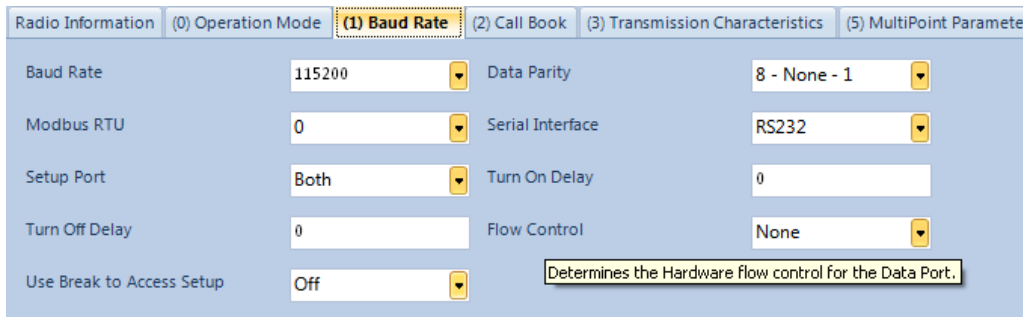 Radio Information (0) Operation Mode (1) Baud Rate (2) Call Book (3) Transmission Characteristics (5) MultiPoint Paramete
Baud Rate 115200 Data Parity 8 - None - 1
Modbus RTU 0 Serial Interface RS232
Setup Port Both Turn On Delay 0
Turn Off Delay 0 Flow Control None
Determines the Hardware flow control for the Data Port.
Use Break to Access Setup Off